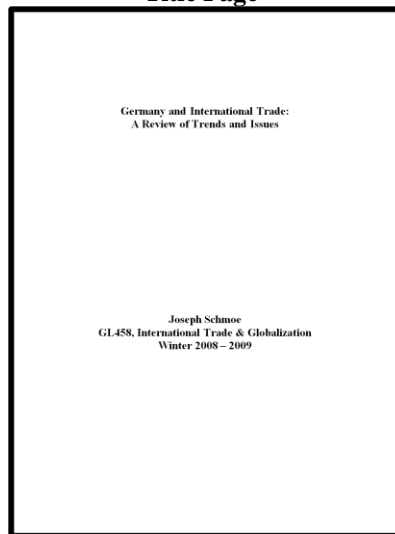 Title Page
Germany and International Trade:
A Review of Trends and Issues
Joseph Schmoe
GL458, International Trade & Globalization
Winter 2008 – 2009